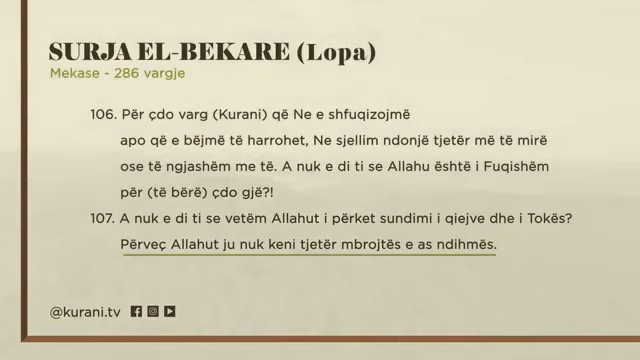 SURJA EL-BEKARE (Lopa)
Mekase - 286 vargje
106. Për çdo varg (Kurani) që Ne e shfuqizojmë
apo që e bëjmë të harrohet, Ne sjellim ndonjë tjetër më të mirë
ose të ngjashëm me të. A nuk e di ti se Allahu është i Fuqishëm
për (të bërë) çdo gjë?!
107. A nuk e di ti se vetëm Allahut i përket sundimi i qiejve dhe i Tokës?
Përveç Allahut ju nuk keni tjetër mbrojtës e as ndihmës.
@kurani.tv